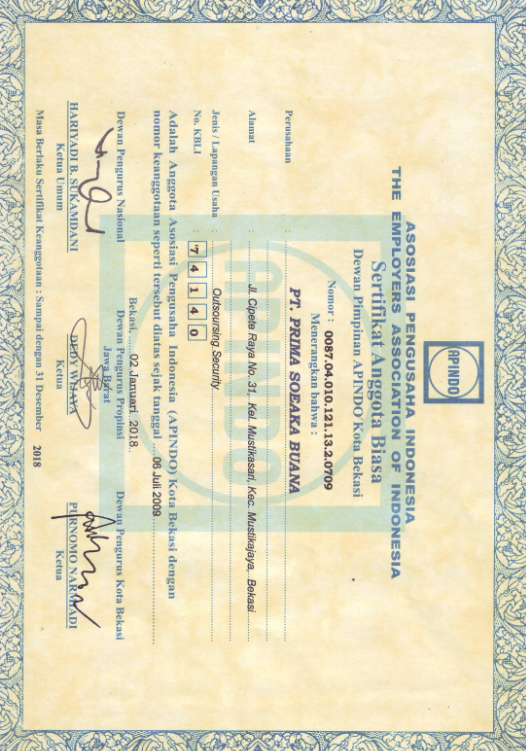 APINDO
ASOSIASI PENGUSAHA INDONESIA
THE EMPLOYERS ASSOCIATION OF INDONESIA
Sertifikat Anggota Biasa
Dewan Pimpinan APINDO Kota Bekasi
Nomor : 0087.04.010.121.13.2.0709
Menerangkan bahwa :
Perusahaan : PT. PRIMA SOEAKA BUANA
Alamat : Jl. Cipete Raya No. 31, Kel. Mustikasari, Kec. Mustikajaya, Bekasi
Jenis / Lapangan Usaha : Outsoursing Security
No. KBLI : 7 4 1 4 0
Adalah Anggota Asosiasi Pengusaha Indonesia (APINDO) Kota Bekasi dengan
nomor keanggotaan seperti tersebut diatas sejak tanggal 06 Juli 2009
Bekasi, 02 Januari 2018
Dewan Pengurus Nasional
Dewan Pengurus Propinsi
Jawa Barat
Dewan Pengurus Kota Bekasi
HARIYADI B. SUKAMDANI
Ketua Umum
DEDY WIJAYA
Ketua
PURNOMO NARMIADI
Ketua
Masa Berlaku Sertifikat Keanggotaan : Sampai dengan 31 Desember 2018
APINDO